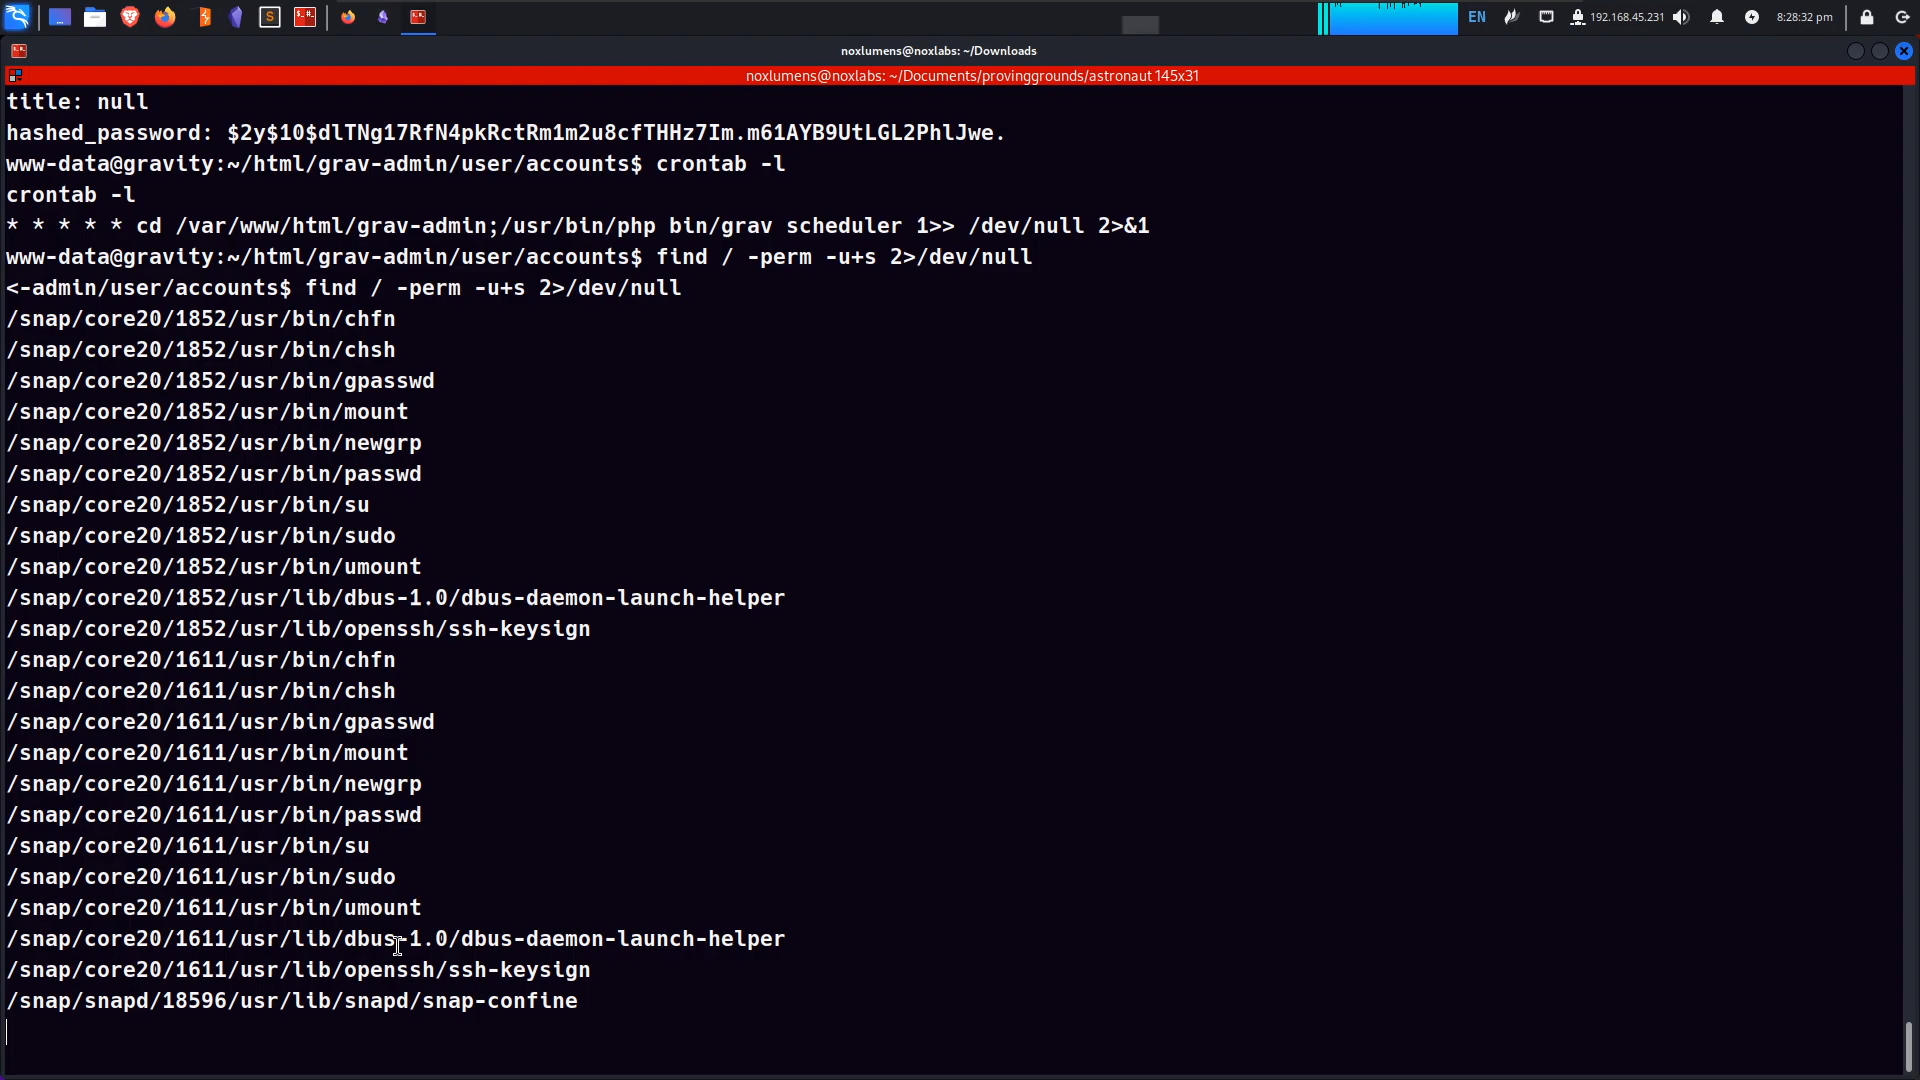 EN
192.168.45.231
8:28:32 pm
noxlumens@noxlabs: ~/Downloads
noxlumens@noxlabs: ~/Documents/provinggrounds/astronaut 145x31
title: null
hashed_password: $2y$10$dlTNg17RfN4pkRctRm1m2u8cfTHHz7Im.m61AYB9UtLGL2PhlJwe.
www-data@gravity:~/html/grav-admin/user/accounts$ crontab -l
crontab -l
* * * * * cd /var/www/html/grav-admin;/usr/bin/php bin/grav scheduler 1>> /dev/null 2>&1
www-data@gravity:~/html/grav-admin/user/accounts$ find / -perm -u+s 2>/dev/null
<-admin/user/accounts$ find / -perm -u+s 2>/dev/null
/snap/core20/1852/usr/bin/chfn
/snap/core20/1852/usr/bin/chsh
/snap/core20/1852/usr/bin/gpasswd
/snap/core20/1852/usr/bin/mount
/snap/core20/1852/usr/bin/newgrp
/snap/core20/1852/usr/bin/passwd
/snap/core20/1852/usr/bin/su
/snap/core20/1852/usr/bin/sudo
/snap/core20/1852/usr/bin/umount
/snap/core20/1852/usr/lib/dbus-1.0/dbus-daemon-launch-helper
/snap/core20/1852/usr/lib/openssh/ssh-keysign
/snap/core20/1611/usr/bin/chfn
/snap/core20/1611/usr/bin/chsh
/snap/core20/1611/usr/bin/gpasswd
/snap/core20/1611/usr/bin/mount
/snap/core20/1611/usr/bin/newgrp
/snap/core20/1611/usr/bin/passwd
/snap/core20/1611/usr/bin/su
/snap/core20/1611/usr/bin/sudo
/snap/core20/1611/usr/bin/umount
/snap/core20/1611/usr/lib/dbus-1.0/dbus-daemon-launch-helper
/snap/core20/1611/usr/lib/openssh/ssh-keysign
/snap/snapd/18596/usr/lib/snapd/snap-confine